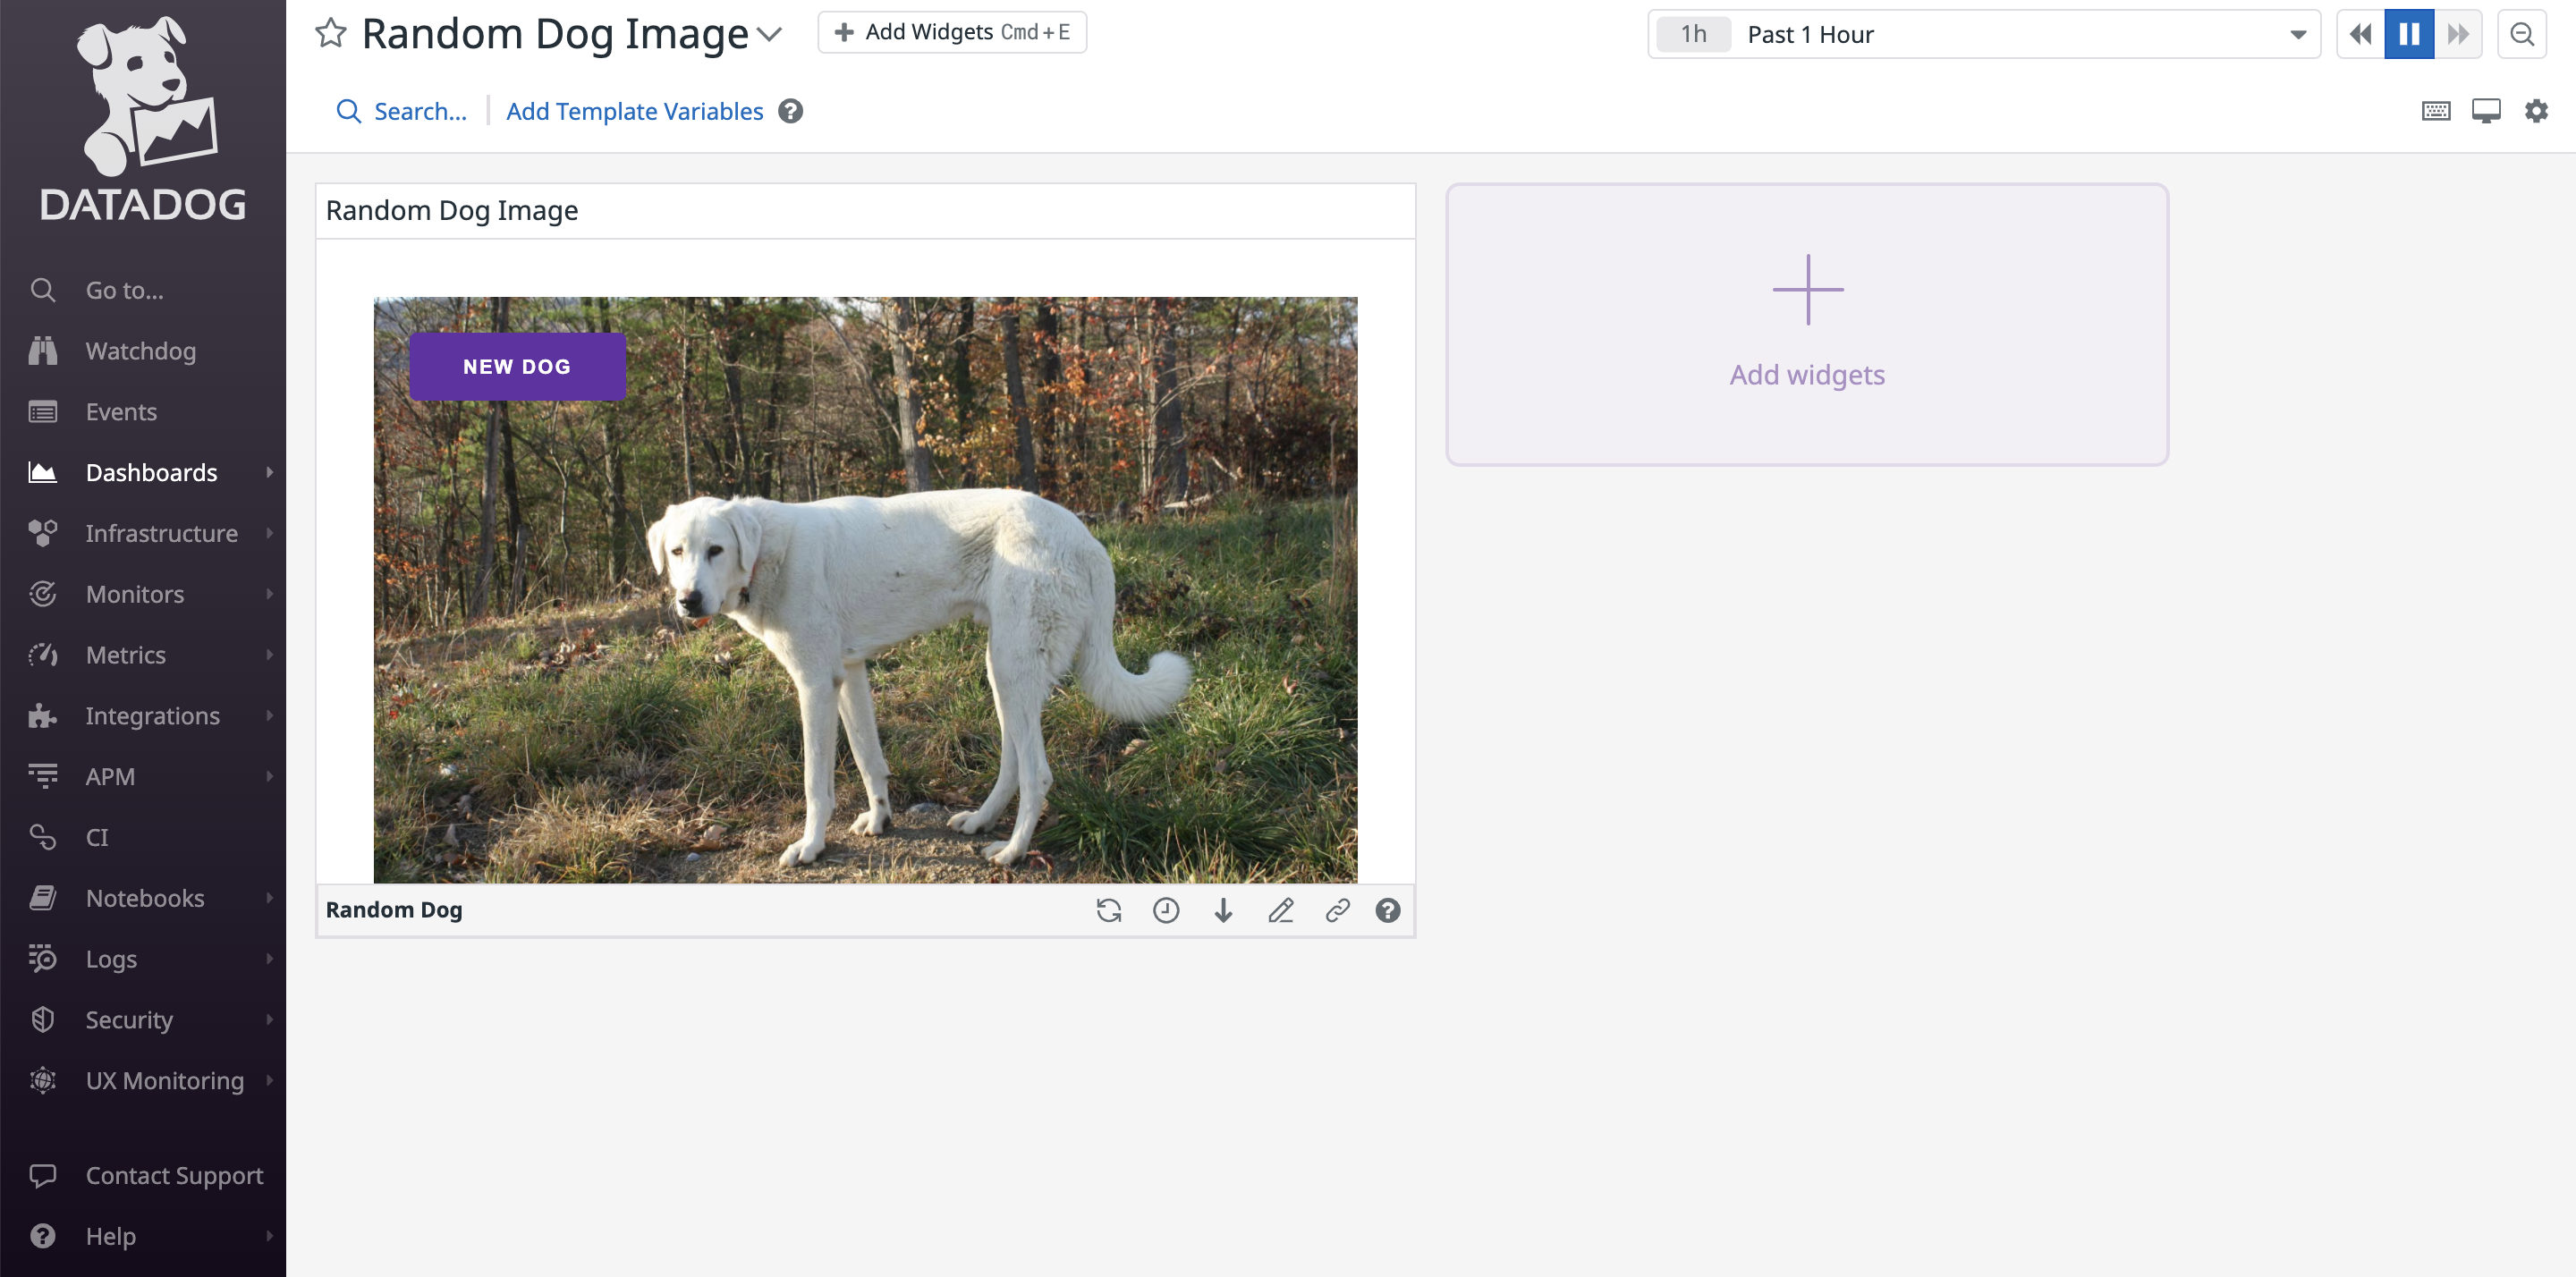 DATADOG
Go to...
Watchdog
Events
Dashboards
Infrastructure
Monitors
Metrics
Integrations
APM
CI
Notebooks
Logs
Security
UX Monitoring
Contact Support
Help
Random Dog Image
Add Widgets Cmd+E
1h Past 1 Hour
Search...
Add Template Variables ?
Random Dog Image
NEW DOG
Random Dog ?
Add widgets